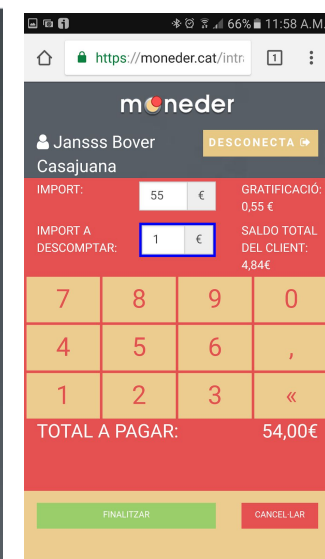 66% 11:58 A.M.
https://moneder.cat/intra
1
moneder
Jansss Bover
Casajuana
DESCONECTA
IMPORT:
55 €
GRATIFICACIÓ:
0,55 €
IMPORT A
DESCOMPTAR:
1 €
SALDO TOTAL
DEL CLIENT:
4,84€
7 8 9 0
4 5 6 ,
1 2 3 «
TOTAL A PAGAR: 54,00€
FINALITZAR
CANCEL·LAR